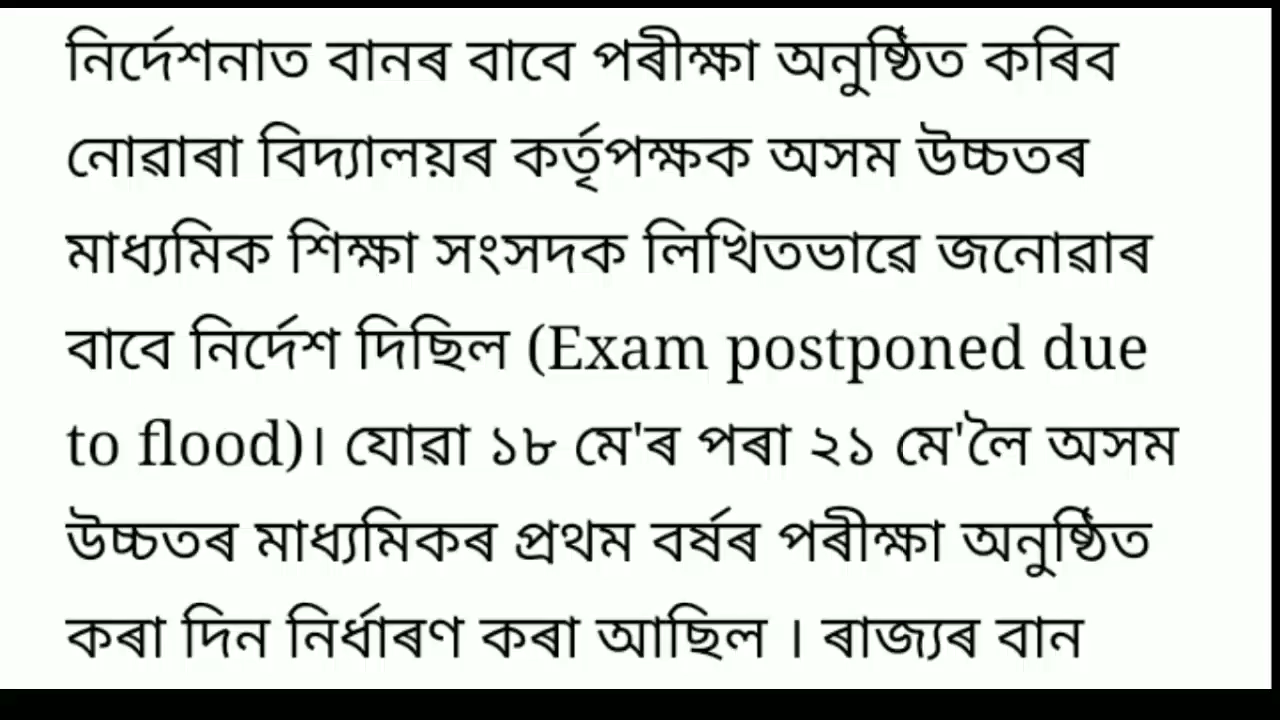 নিৰ্দেশনাত বানৰ বাবে পৰীক্ষা অনুষ্ঠিত কৰিব
নোৱাৰা বিদ্যালয়ৰ কৰ্তৃপক্ষক অসম উচ্চতৰ
মাধ্যমিক শিক্ষা সংসদক লিখিতভাৱে জনোৱাৰ
বাবে নিৰ্দেশ দিছিল (Exam postponed due
to flood)। যোৱা ১৮ মে'ৰ পৰা ২১ মে'লৈ অসম
উচ্চতৰ মাধ্যমিকৰ প্ৰথম বৰ্ষৰ পৰীক্ষা অনুষ্ঠিত
কৰা দিন নিৰ্ধাৰণ কৰা আছিল । ৰাজ্যৰ বান